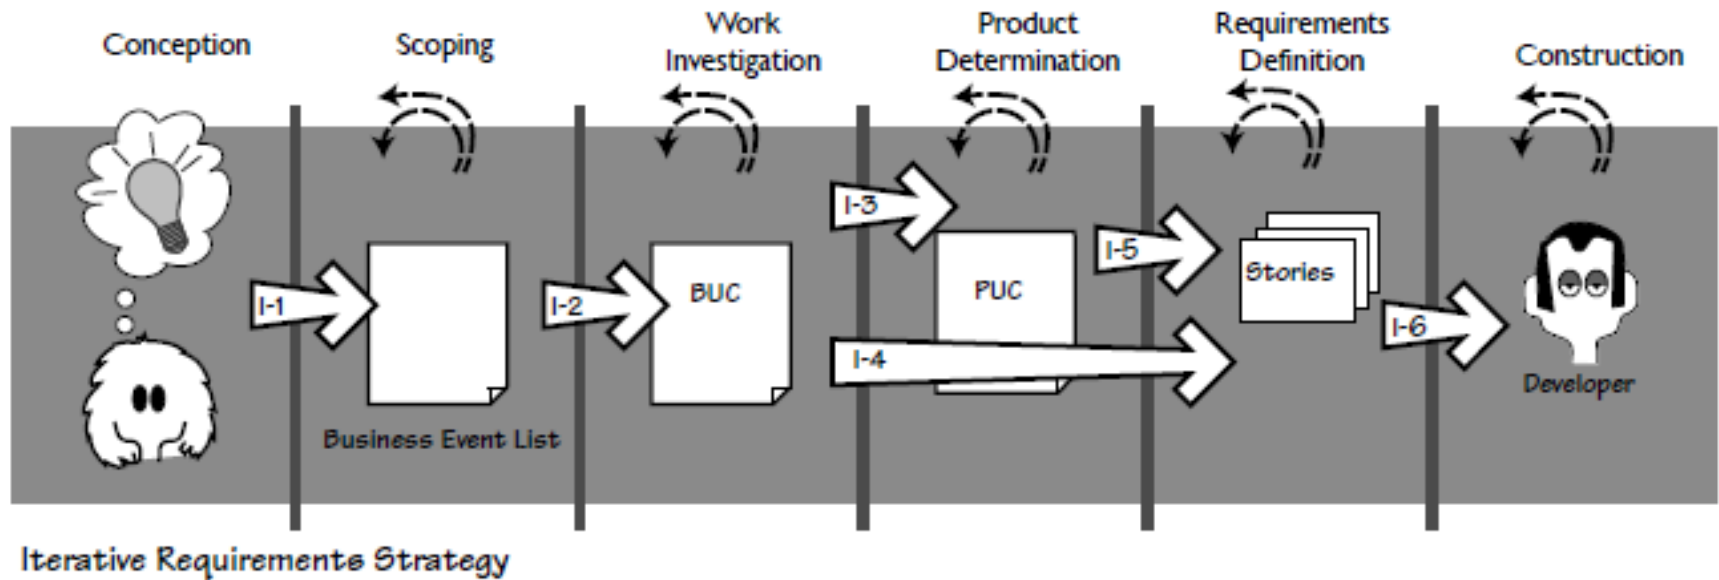 Conception
Scoping
Work
Investigation
Product
Determination
Requirements
Definition
Construction
I-1
I-2
I-3
I-4
I-5
I-6
BUC
PUC
Stories
Business Event List
Developer
Iterative Requirements Strategy